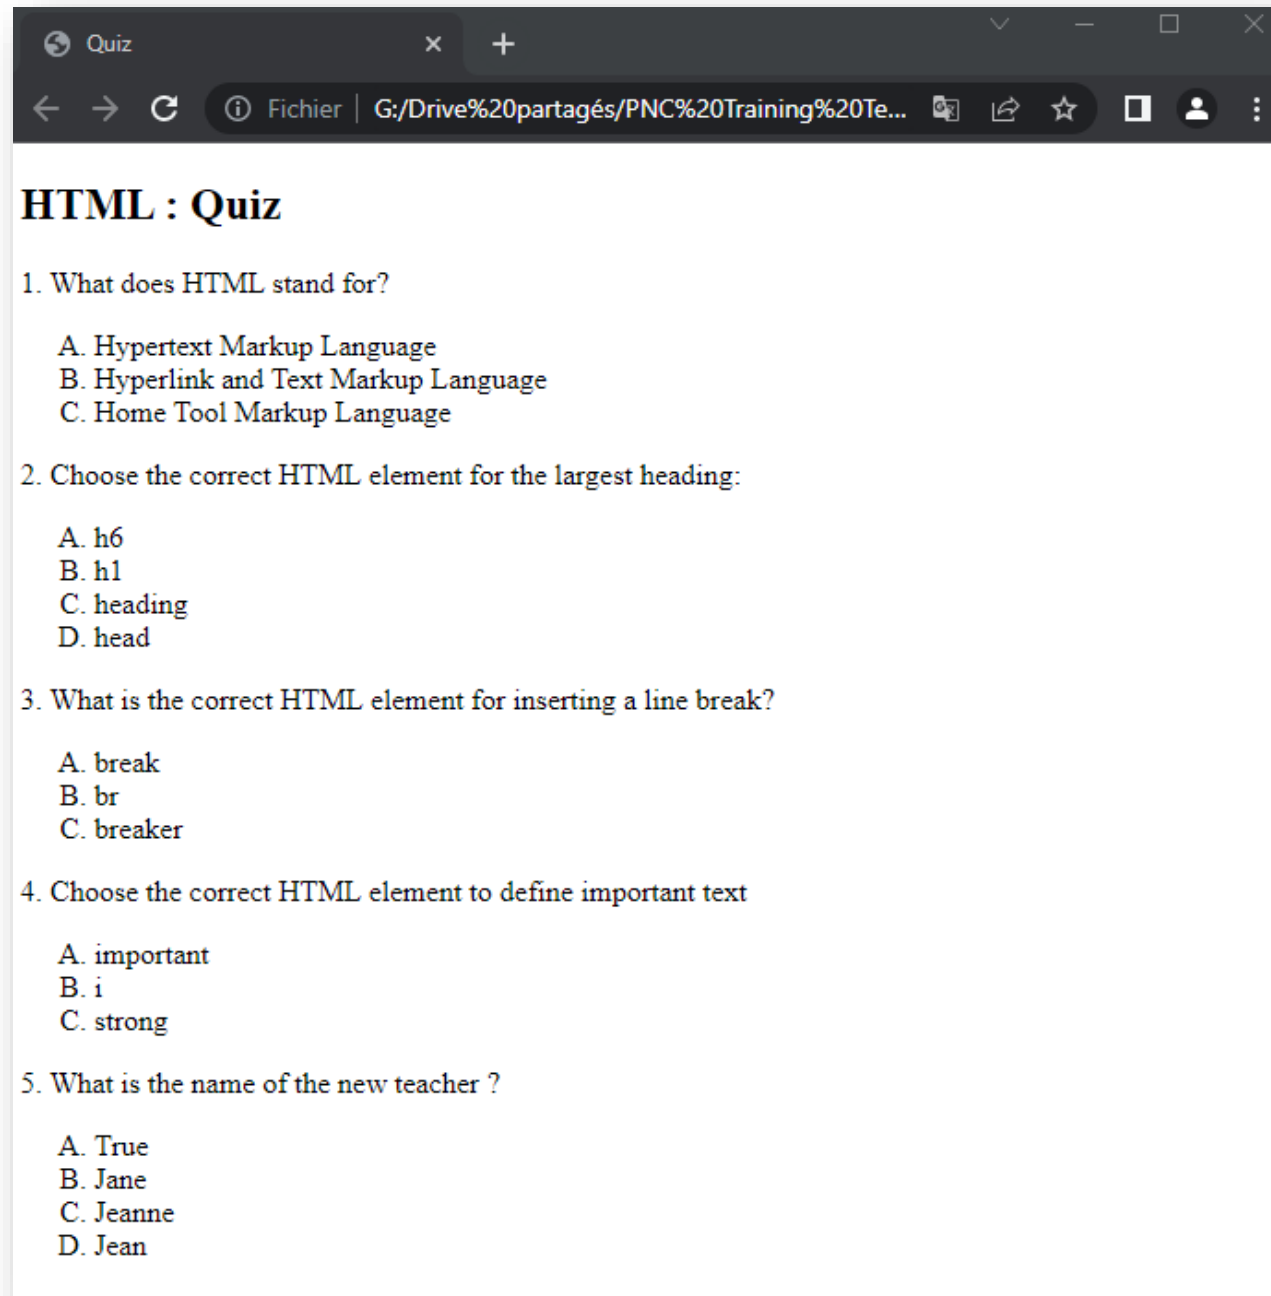 Quiz
Fichier
G:/Drive%20partagés/PNC%20Training%20Te...
HTML : Quiz
1. What does HTML stand for?
A. Hypertext Markup Language
B. Hyperlink and Text Markup Language
C. Home Tool Markup Language
2. Choose the correct HTML element for the largest heading:
A. h6
B. h1
C. heading
D. head
3. What is the correct HTML element for inserting a line break?
A. break
B. br
C. breaker
4. Choose the correct HTML element to define important text
A. important
B. i
C. strong
5. What is the name of the new teacher ?
A. True
B. Jane
C. Jeanne
D. Jean